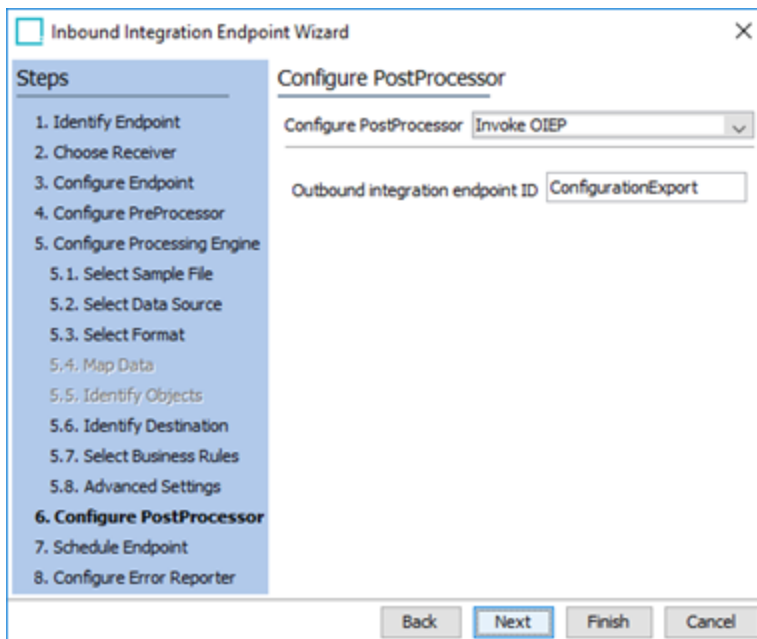 Inbound Integration Endpoint Wizard
Steps
1. Identify Endpoint
2. Choose Receiver
3. Configure Endpoint
4. Configure PreProcessor
5. Configure Processing Engine
5.1. Select Sample File
5.2. Select Data Source
5.3. Select Format
5.4. Map Data
5.5. Identify Objects
5.6. Identify Destination
5.7. Select Business Rules
5.8. Advanced Settings
6. Configure PostProcessor
7. Schedule Endpoint
8. Configure Error Reporter
Configure PostProcessor
Configure PostProcessor Invoke OIEP
Outbound integration endpoint ID ConfigurationExport
Back Next Finish Cancel